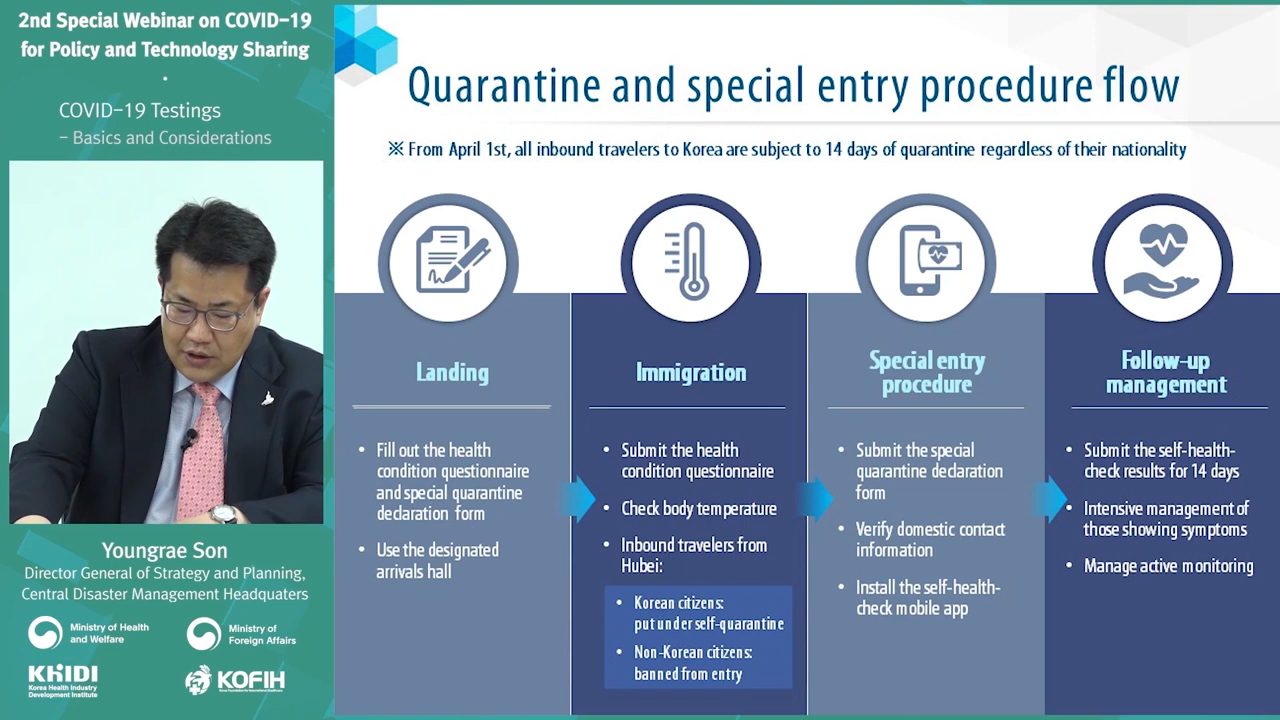 2nd Special Webinar on COVID-19
for Policy and Technology Sharing
COVID-19 Testings
- Basics and Considerations
Youngrae Son
Director General of Strategy and Planning,
Central Disaster Management Headquaters
Ministry of Health
and Welfare
Ministry of
Foreign Affairs
KHIDI
Korea Health Industry
Development Institute
KOFIH
Korea Foundation for International Healthcare
Quarantine and special entry procedure flow
※ From April 1st, all inbound travelers to Korea are subject to 14 days of quarantine regardless of their nationality
Landing
• Fill out the health
condition questionnaire
and special quarantine
declaration form
• Use the designated
arrivals hall
Immigration
• Submit the health
condition questionnaire
• Check body temperature
• Inbound travelers from
Hubei:
• Korean citizens:
put under self-quarantine
• Non-Korean citizens:
banned from entry
Special entry
procedure
• Submit the special
quarantine declaration
form
• Verify domestic contact
information
• Install the self-health-
check mobile app
Follow-up
management
• Submit the self-health-
check results for 14 days
• Intensive management of
those showing symptoms
• Manage active monitoring